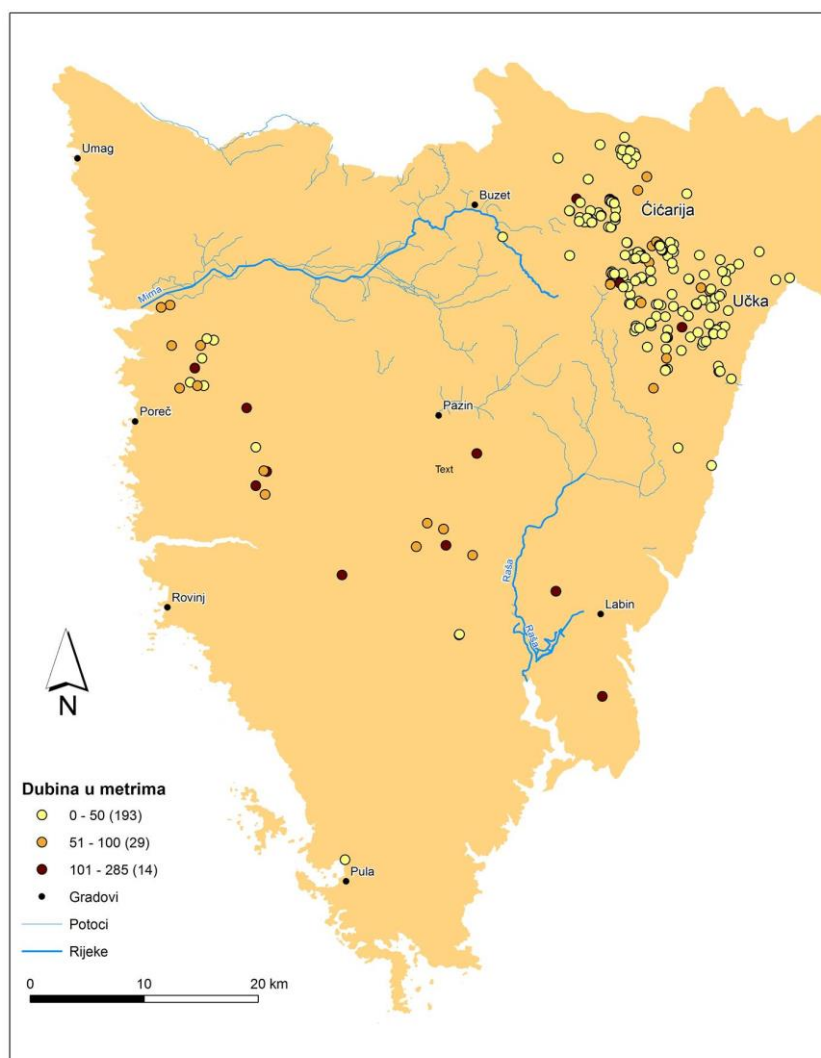 Umag
Buzet
Ćićarija
Učka
Mirna
Poreč
Pazin
Text
Raša
Rovinj
Labin
Raša
N
Dubina u metrima
0 - 50 (193)
51 - 100 (29)
101 - 285 (14)
Pula
Gradovi
Potoci
Rijeke
0 10 20 km